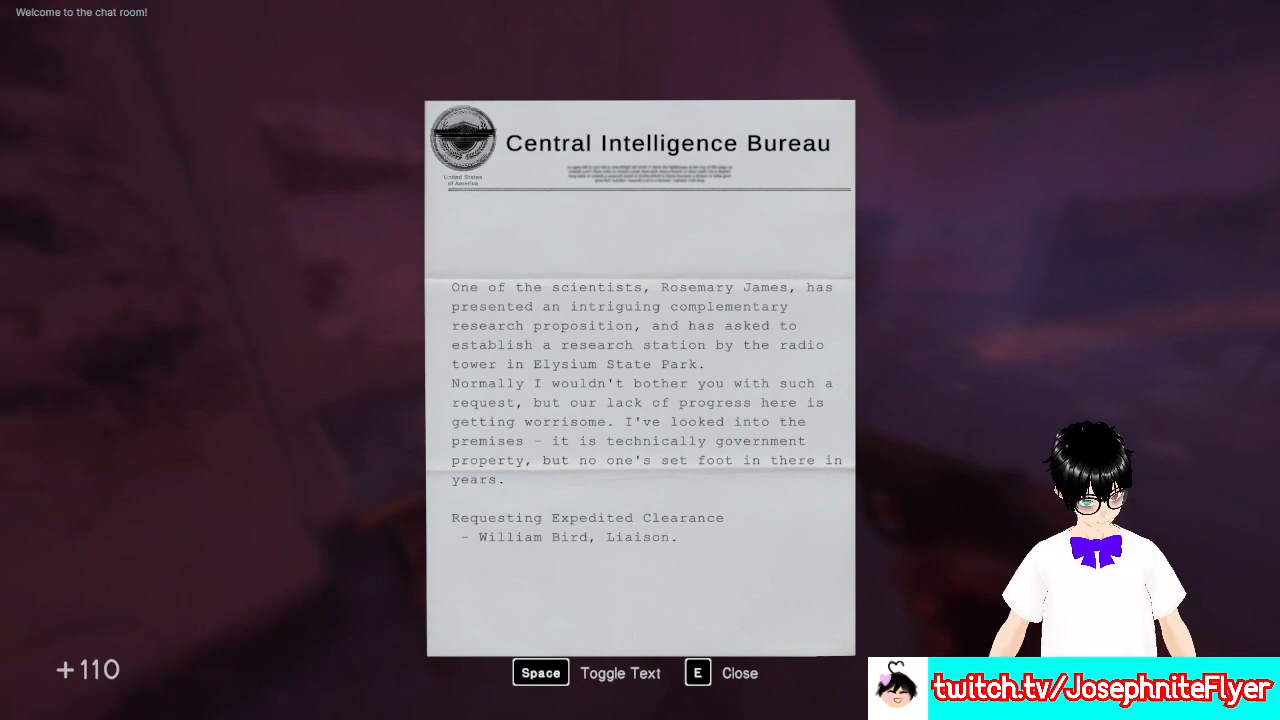 Welcome to the chat room!
Central Intelligence Bureau
United States
of America
One of the scientists, Rosemary James, has
presented an intriguing complementary
research proposition, and has asked to
establish a research station by the radio
tower in Elysium State Park.
Normally I wouldn't bother you with such a
request, but our lack of progress here is
getting worrisome. I've looked into the
premises - it is technically government
property, but no one's set foot in there in
years.
Requesting Expedited Clearance
- William Bird, Liaison.
+110
Space Toggle Text E Close
twitch.tv/JosephniteFlyer